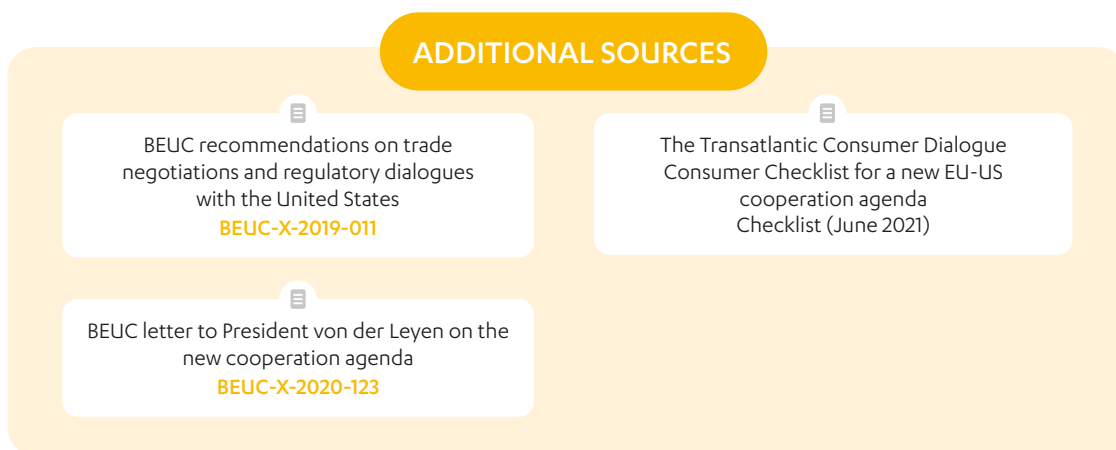 ADDITIONAL SOURCES
BEUC recommendations on trade
negotiations and regulatory dialogues
with the United States
BEUC-X-2019-011
The Transatlantic Consumer Dialogue
Consumer Checklist for a new EU-US
cooperation agenda
Checklist (June 2021)
BEUC letter to President von der Leyen on the
new cooperation agenda
BEUC-X-2020-123